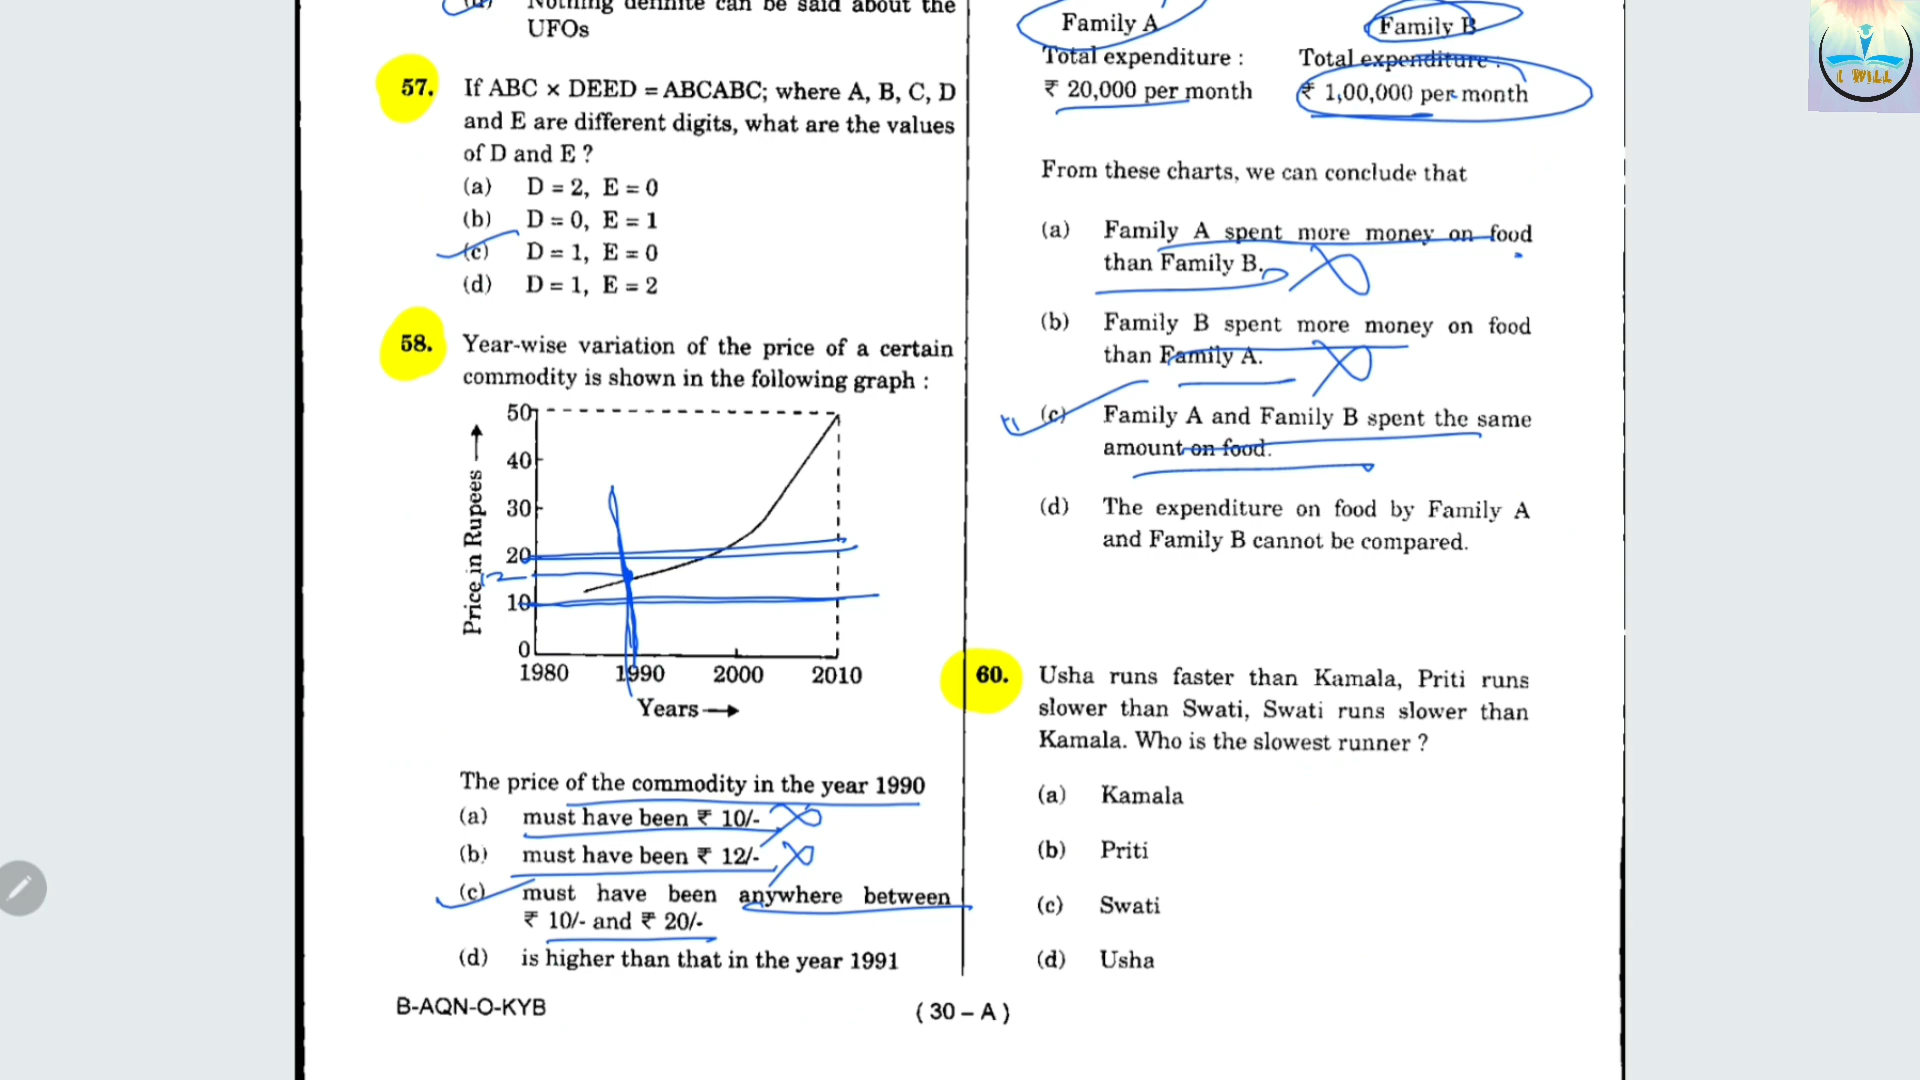 (d) Nothing definite can be said about the
UFOs
57. If ABC × DEED = ABCABC; where A, B, C, D
and E are different digits, what are the values
of D and E ?
(a) D = 2, E = 0
(b) D = 0, E = 1
(c) D = 1, E = 0
(d) D = 1, E = 2
58. Year-wise variation of the price of a certain
commodity is shown in the following graph :
Price in Rupees
50
40
30
20
12
10
0
1980 1990 2000 2010
Years
The price of the commodity in the year 1990
(a) must have been ₹ 10/-
(b) must have been ₹ 12/-
(c) must have been anywhere between
₹ 10/- and ₹ 20/-
(d) is higher than that in the year 1991
B-AQN-O-KYB
( 30 – A )
Family A Family B
Total expenditure : Total expenditure :
₹ 20,000 per month ₹ 1,00,000 per month
From these charts, we can conclude that
(a) Family A spent more money on food
than Family B.
(b) Family B spent more money on food
than Family A.
(c) Family A and Family B spent the same
amount on food.
(d) The expenditure on food by Family A
and Family B cannot be compared.
60. Usha runs faster than Kamala, Priti runs
slower than Swati, Swati runs slower than
Kamala. Who is the slowest runner ?
(a) Kamala
(b) Priti
(c) Swati
(d) Usha
I WILL